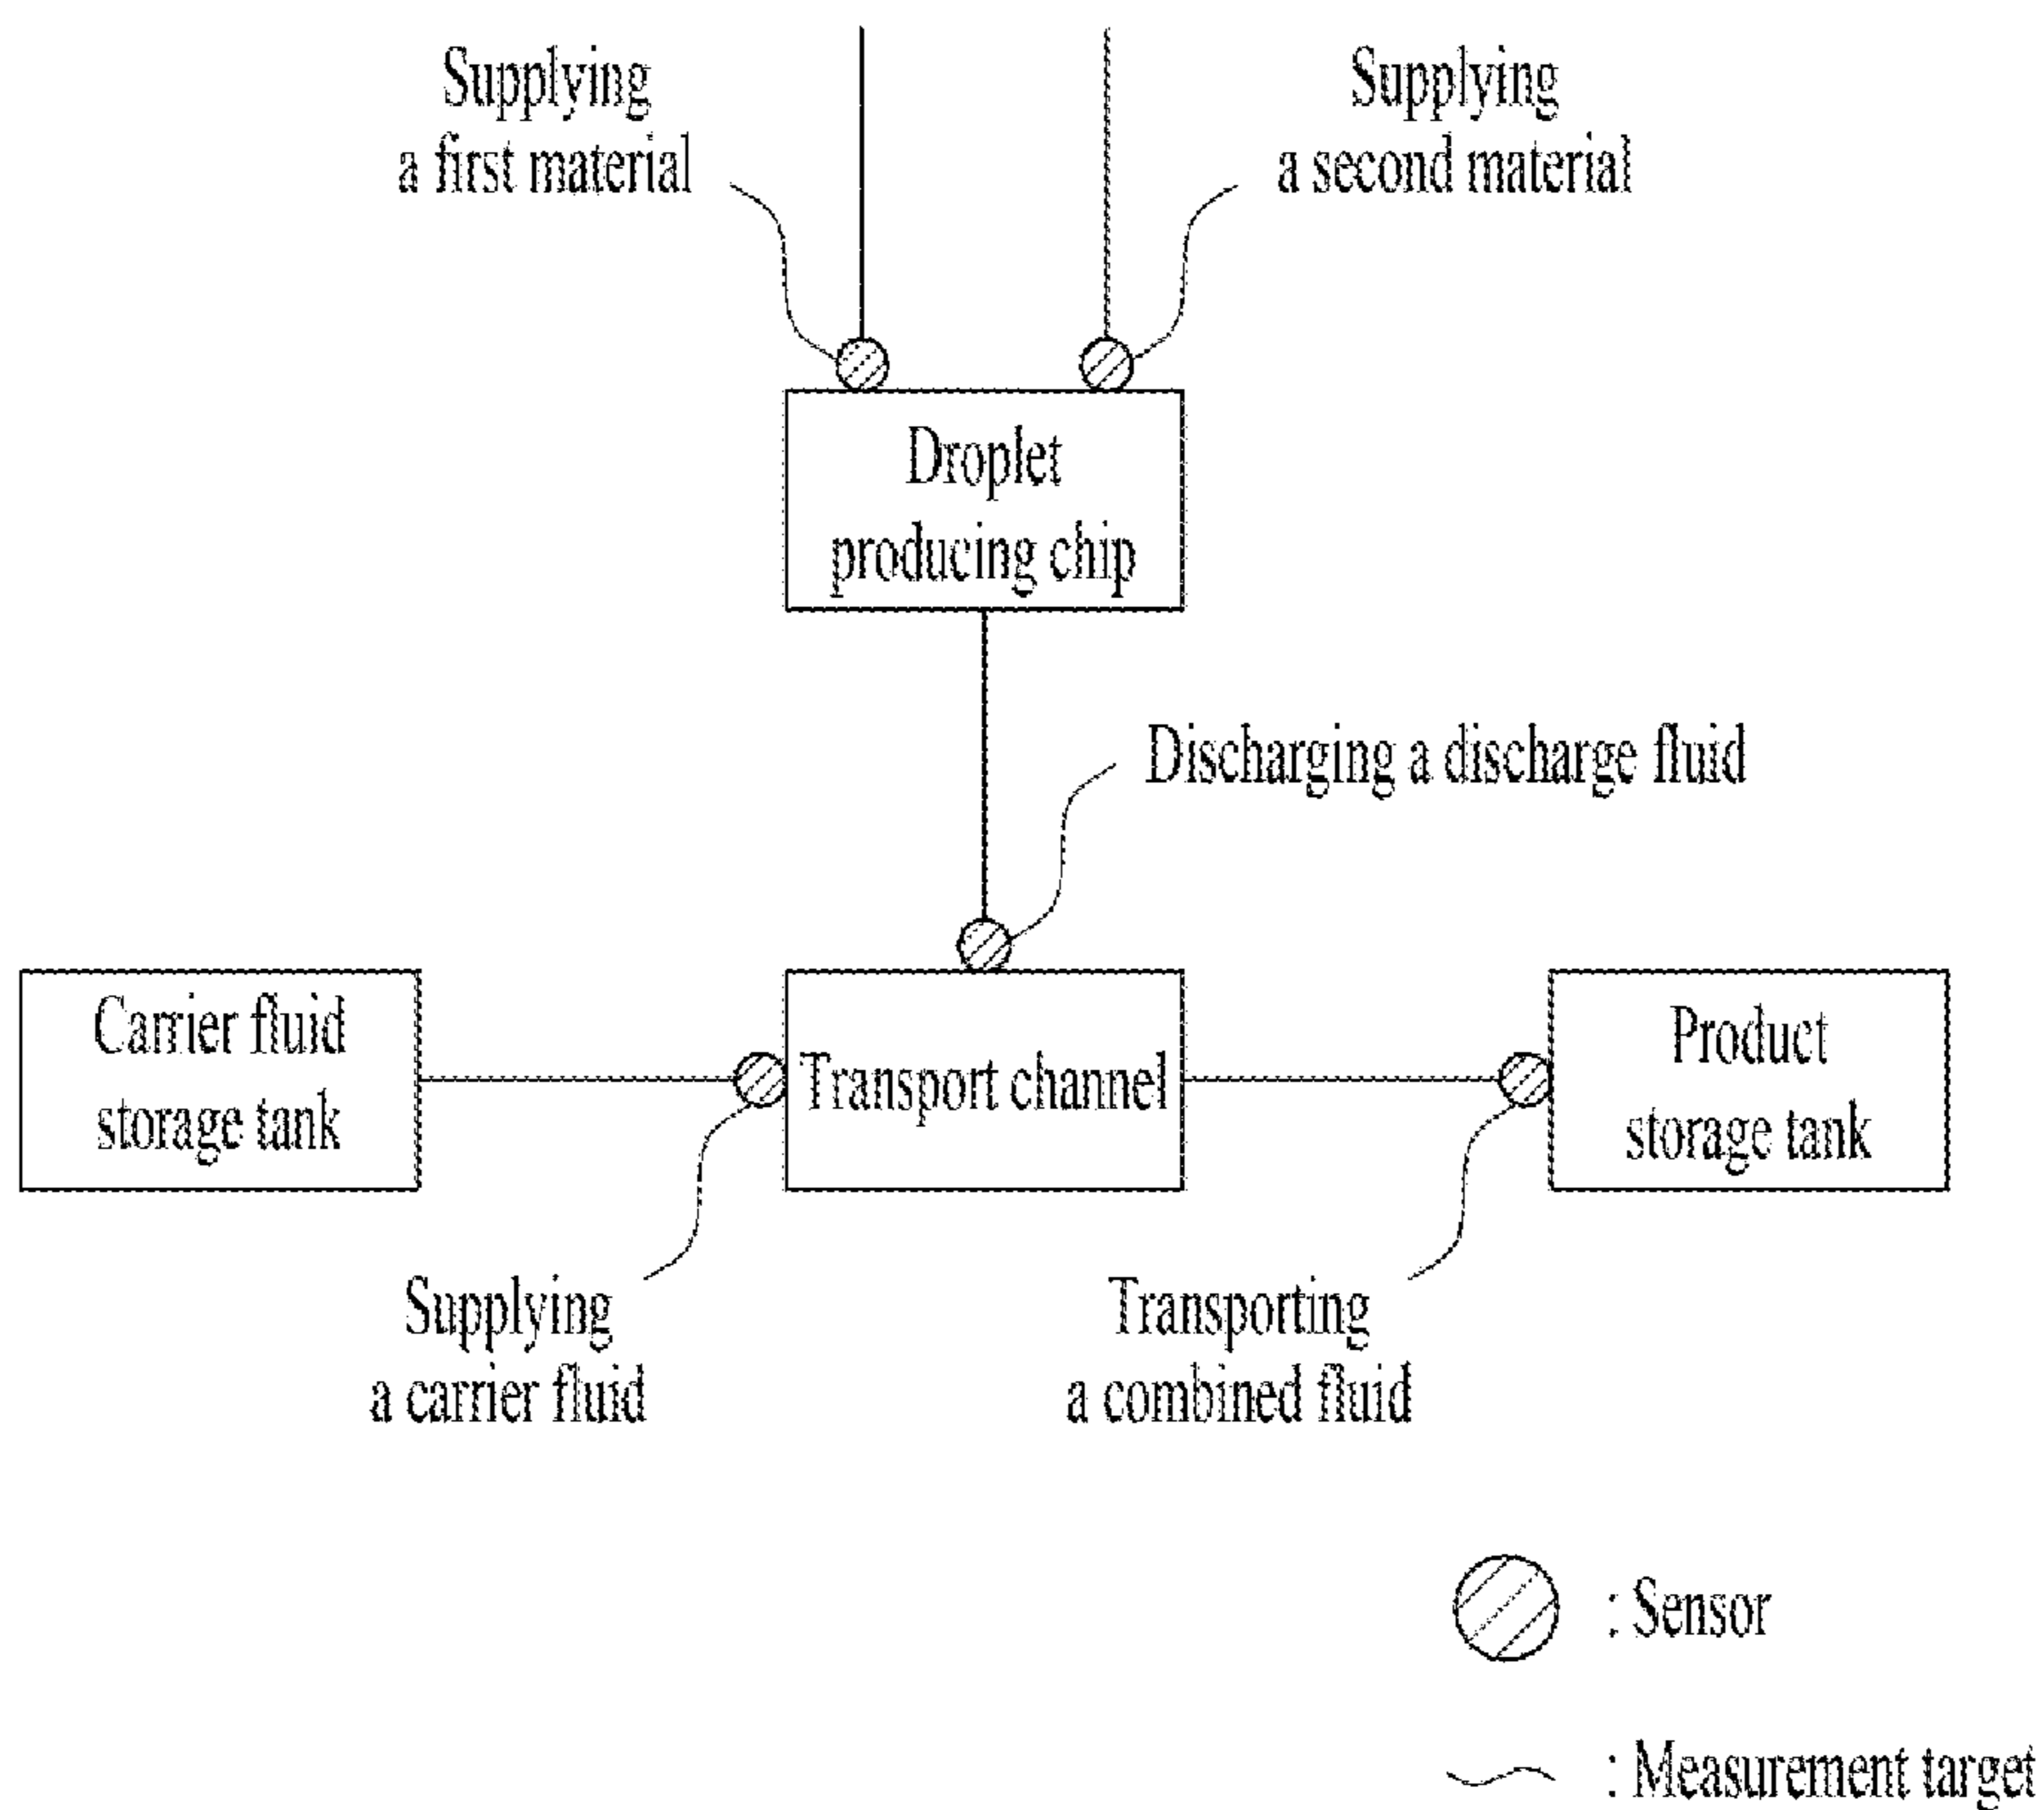 Supplying
a first material
Supplying
a second material
Droplet
producing chip
Discharging a discharge fluid
Carrier fluid
storage tank
Transport channel
Product
storage tank
Supplying
a carrier fluid
Transporting
a combined fluid
: Sensor
: Measurement target